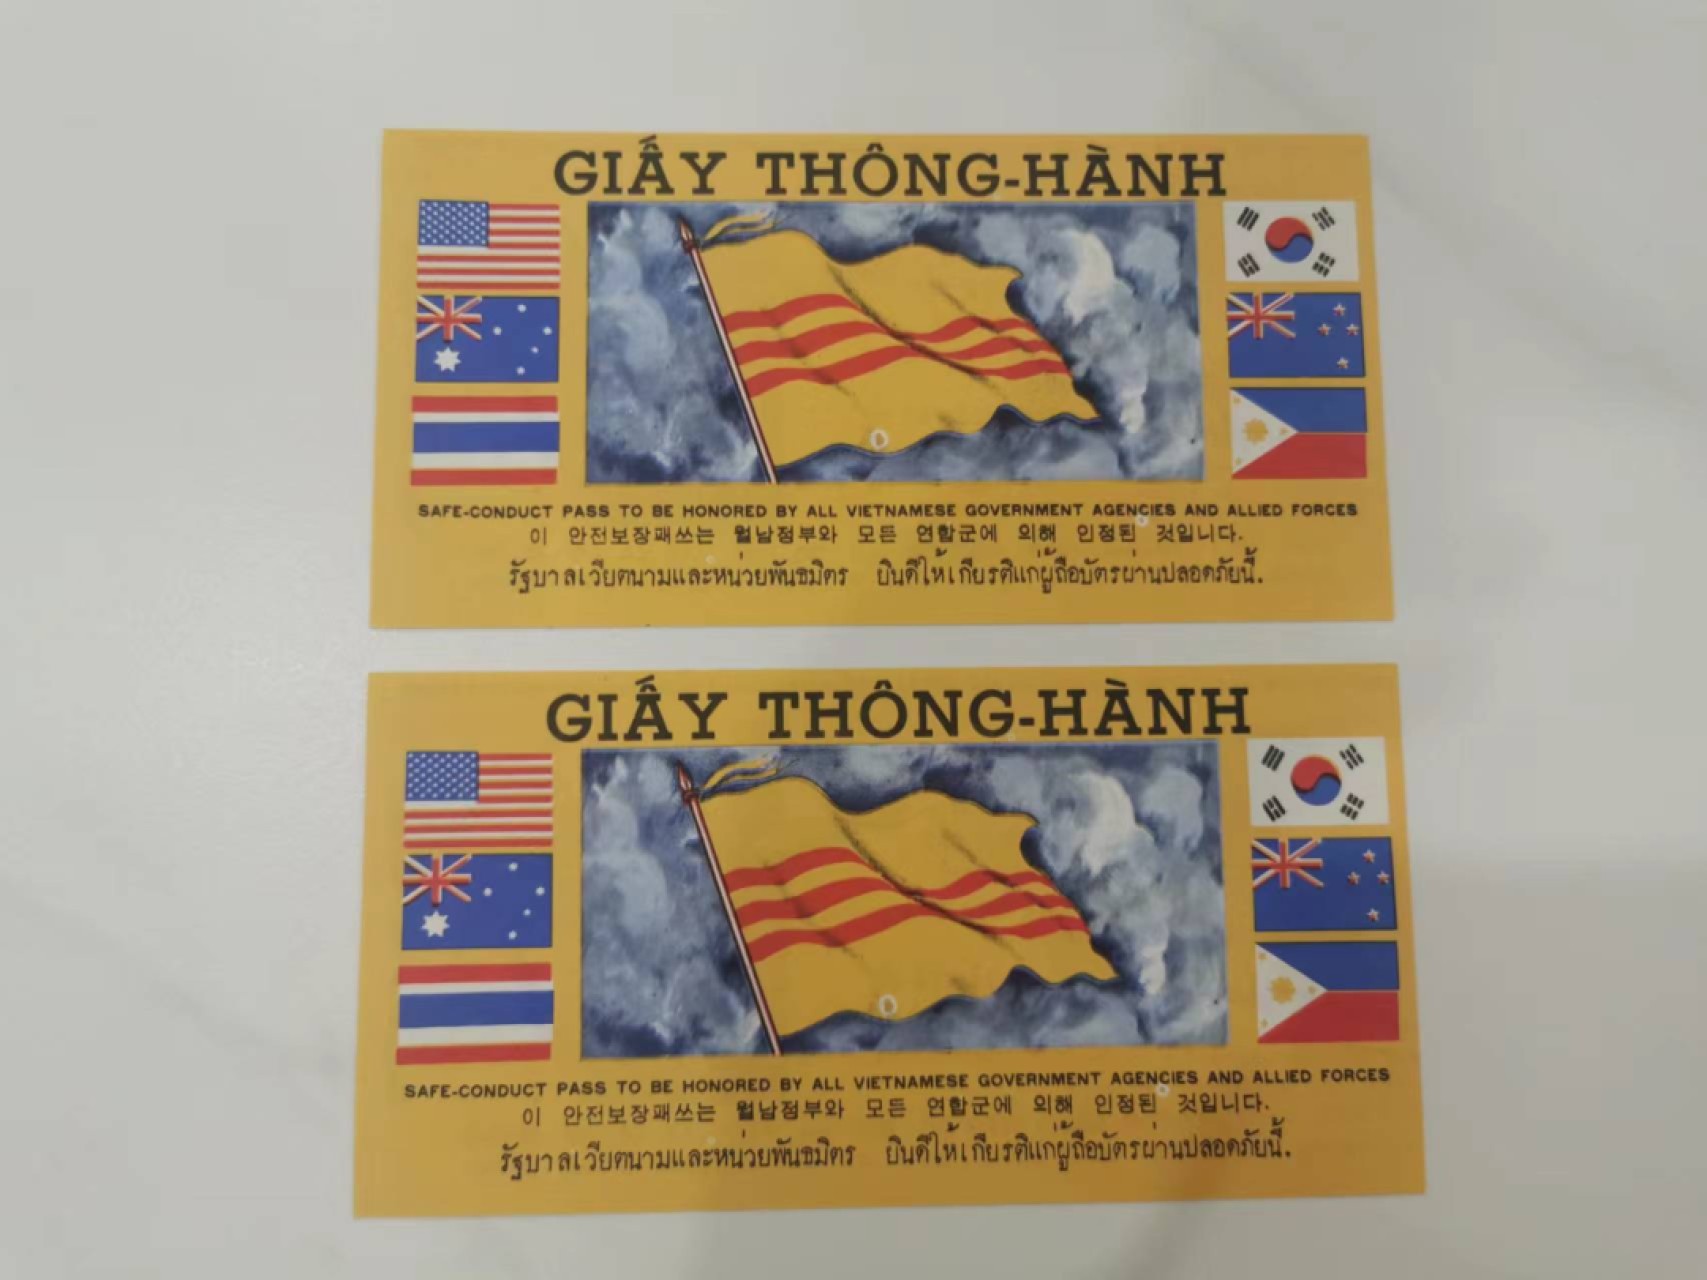 GIẤY THÔNG-HÀNH
SAFE-CONDUCT PASS TO BE HONORED BY ALL VIETNAMESE GOVERNMENT AGENCIES AND ALLIED FORCES
이 안전보장패쓰는 월남정부와 모든 연합군에 의해 인정된 것입니다.
รัฐบาลเวียตนามและหน่วยพันธมิตร ยินดีให้เกียรติแก่ผู้ถือบัตรผ่านปลอดภัยนี้.
GIẤY THÔNG-HÀNH
SAFE-CONDUCT PASS TO BE HONORED BY ALL VIETNAMESE GOVERNMENT AGENCIES AND ALLIED FORCES
이 안전보장패쓰는 월남정부와 모든 연합군에 의해 인정된 것입니다.
รัฐบาลเวียตนามและหน่วยพันธมิตร ยินดีให้เกียรติแก่ผู้ถือบัตรผ่านปลอดภัยนี้.